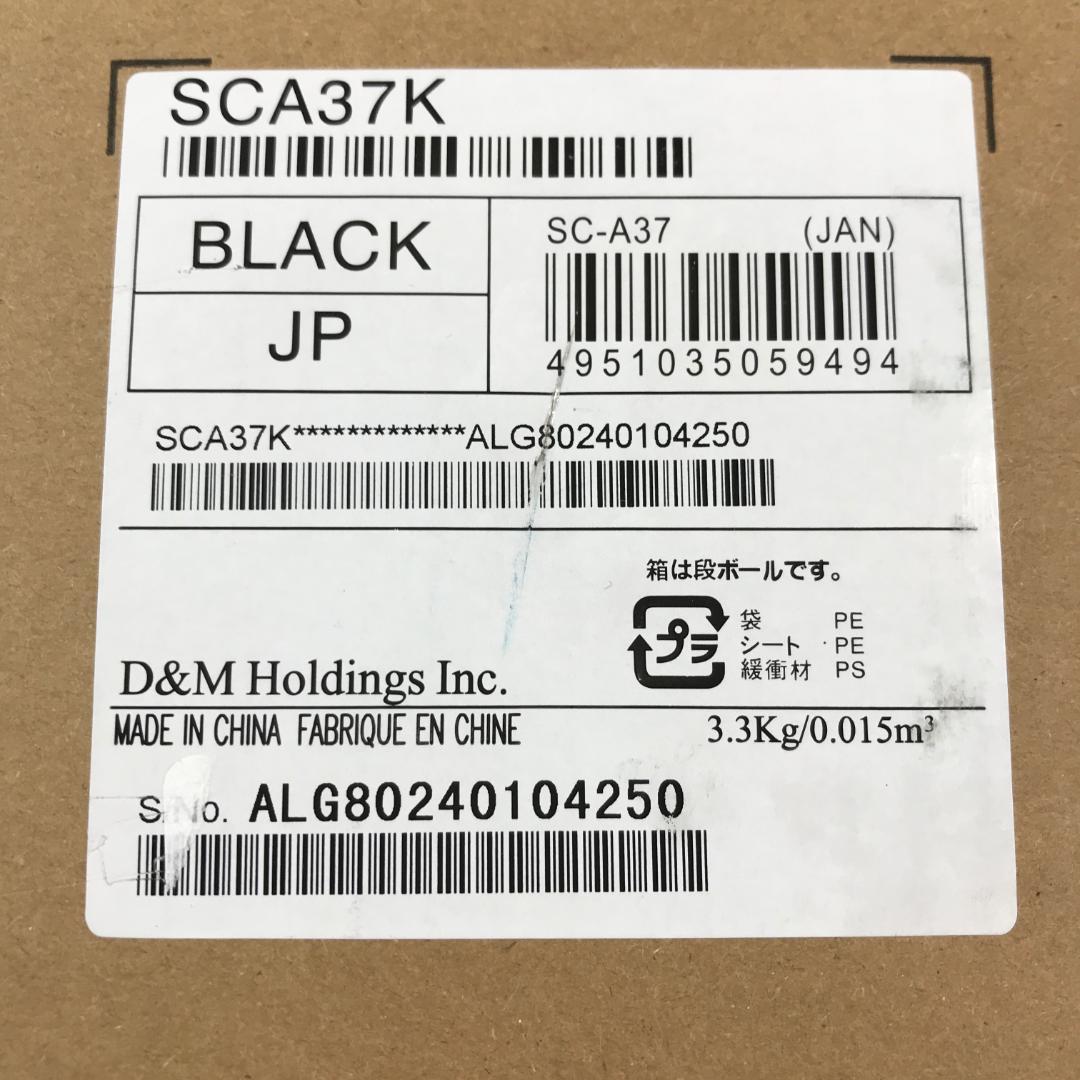 SCA37K
BLACK
JP
SC-A37 (JAN)
4951035059494
SCA37K*************ALG80240104250
箱は段ボールです。
プラ
袋 PE
シート PE
緩衝材 PS
D&M Holdings Inc.
MADE IN CHINA FABRIQUE EN CHINE
3.3Kg/0.015m³
S/No. ALG80240104250